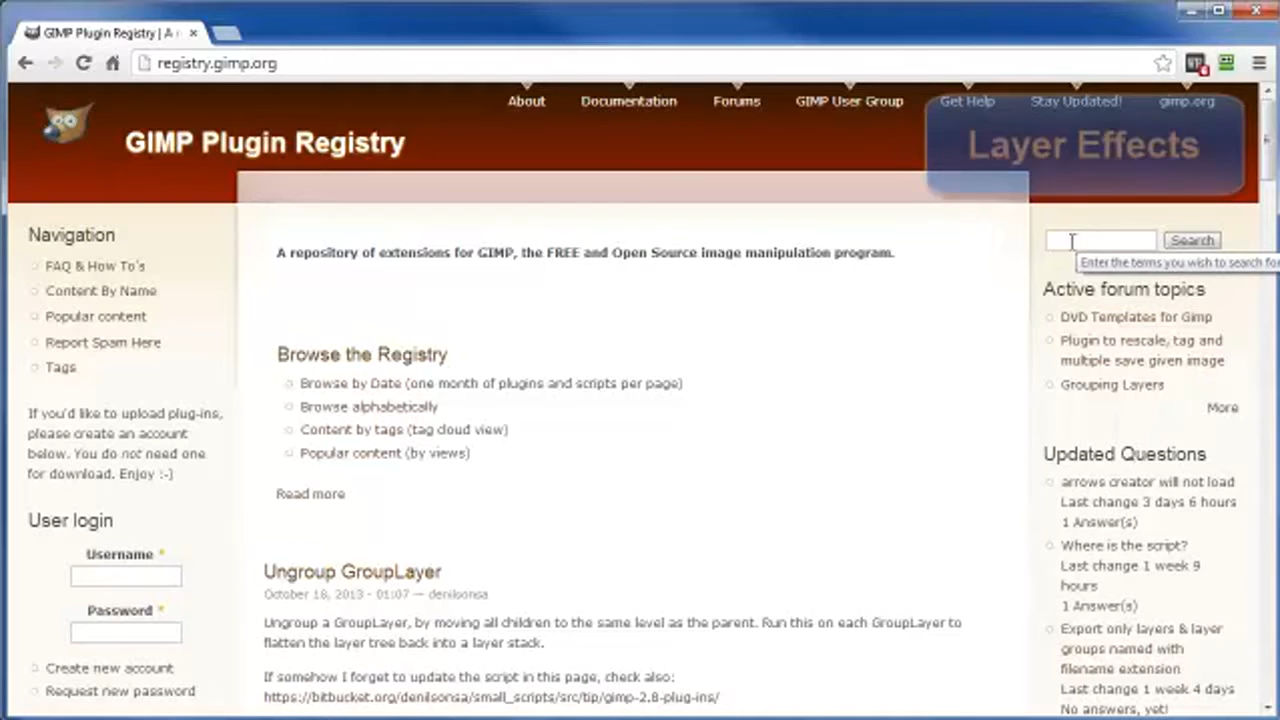 GIMP Plugin Registry | A
registry.gimp.org
About Documentation Forums GIMP User Group Get Help Stay Updated! gimp.org
GIMP Plugin Registry
Layer Effects
Navigation
FAQ & How To's
Content By Name
Popular content
Report Spam Here
Tags
If you'd like to upload plug-ins,
please create an account
below. You do not need one
for download. Enjoy :-)
User login
Username *
Password *
Create new account
Request new password
A repository of extensions for GIMP, the FREE and Open Source image manipulation program.
Browse the Registry
Browse by Date (one month of plugins and scripts per page)
Browse alphabetically
Content by tags (tag cloud view)
Popular content (by views)
Read more
Ungroup GroupLayer
October 18, 2013 - 01:07 — denilsonsa
Ungroup a GroupLayer, by moving all children to the same level as the parent. Run this on each GroupLayer to
flatten the layer tree back into a layer stack.
If somehow I forget to update the script in this page, check also:
https://bitbucket.org/denilsonsa/small_scripts/src/tip/gimp-2.8-plug-ins/
Search
Enter the terms you wish to search for
Active forum topics
DVD Templates for Gimp
Plugin to rescale, tag and
multiple save given image
Grouping Layers
More
Updated Questions
arrows creator will not load
Last change 3 days 6 hours
1 Answer(s)
Where is the script?
Last change 1 week 9
hours
1 Answer(s)
Export only layers & layer
groups named with
filename extension
Last change 1 week 4 days
No answers, yet!